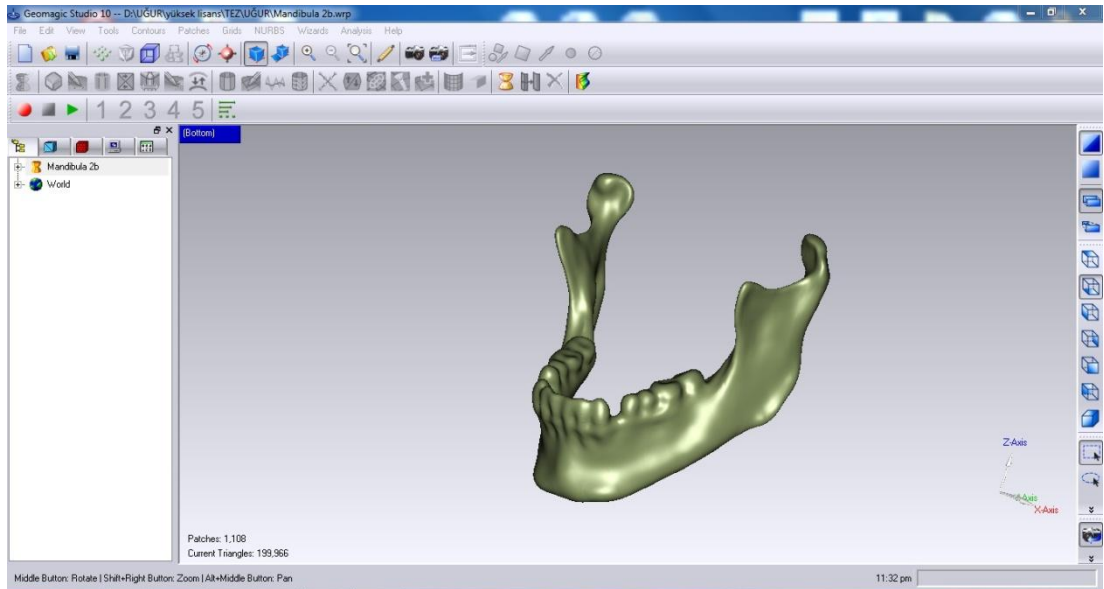 Geomagic Studio 10 -- D:\UĞUR\yüksek lisans\TEZ\UĞUR\Mandibula 2b.wrp
File Edit View Tools Contours Patches Grids NURBS Wizards Analysis Help
1 2 3 4 5
(Bottom)
Mandibula 2b
World
Z-Axis
X-Axis
Patches: 1,108
Current Triangles: 199,966
Middle Button: Rotate | Shift+Right Button: Zoom | Alt+Middle Button: Pan
11:32 pm